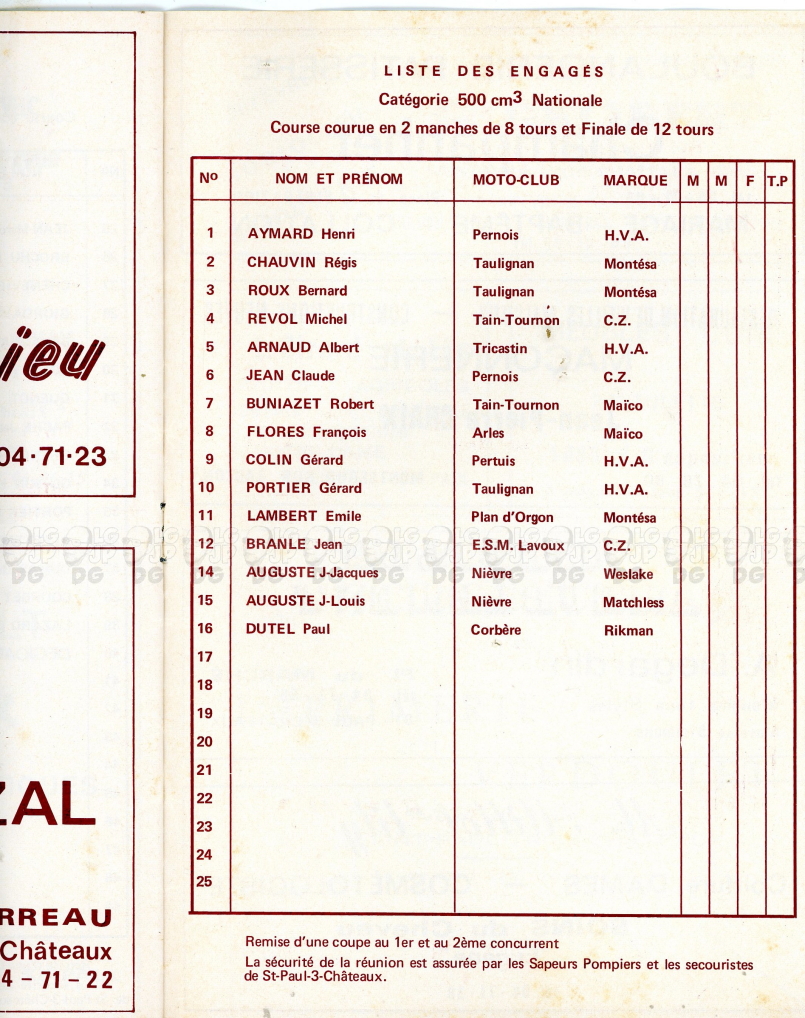 ieu
04·71·23
ZAL
RREAU
Châteaux
4 – 71 – 22
LISTE DES ENGAGÉS
Catégorie 500 cm3 Nationale
Course courue en 2 manches de 8 tours et Finale de 12 tours
No NOM ET PRÉNOM MOTO-CLUB MARQUE M M F T.P
1 AYMARD Henri Pernois H.V.A.
2 CHAUVIN Régis Taulignan Montésa
3 ROUX Bernard Taulignan Montésa
4 REVOL Michel Tain-Tournon C.Z.
5 ARNAUD Albert Tricastin H.V.A.
6 JEAN Claude Pernois C.Z.
7 BUNIAZET Robert Tain-Tournon Maïco
8 FLORES François Arles Maïco
9 COLIN Gérard Pertuis H.V.A.
10 PORTIER Gérard Taulignan H.V.A.
11 LAMBERT Emile Plan d'Orgon Montésa
12 BRANLE Jean E.S.M. Lavoux C.Z.
14 AUGUSTE J-Jacques Nièvre Weslake
15 AUGUSTE J-Louis Nièvre Matchless
16 DUTEL Paul Corbère Rikman
17
18
19
20
21
22
23
24
25
Remise d'une coupe au 1er et au 2ème concurrent
La sécurité de la réunion est assurée par les Sapeurs Pompiers et les secouristes
de St-Paul-3-Châteaux.